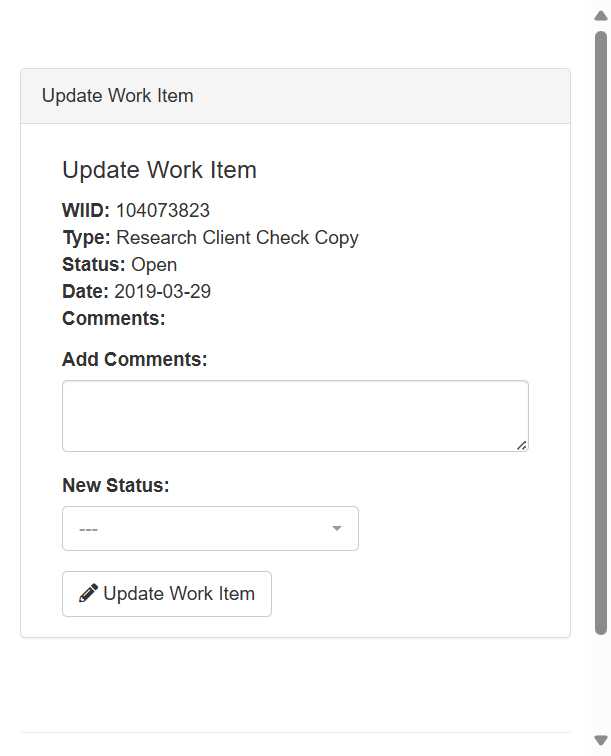 Update Work Item
Update Work Item
WIID: 104073823
Type: Research Client Check Copy
Status: Open
Date: 2019-03-29
Comments:
Add Comments:
New Status:
---
Update Work Item